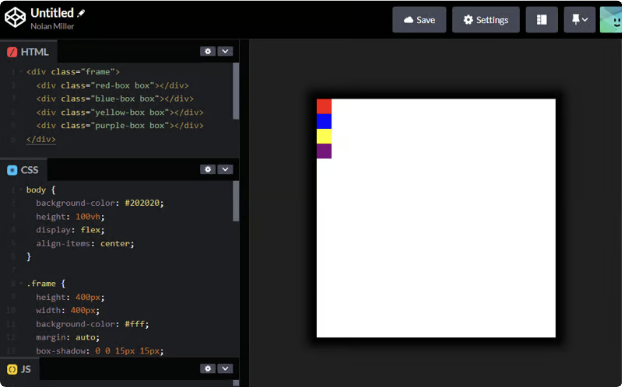 Untitled
Nolan Miller
Save
Settings
HTML
<div class="frame">
<div class="red-box box"></div>
<div class="blue-box box"></div>
<div class="yellow-box box"></div>
<div class="purple-box box"></div>
</div>
CSS
body {
background-color: #202020;
height: 100vh;
display: flex;
align-items: center;
}
.frame {
height: 400px;
width: 400px;
background-color: #fff;
margin: auto;
box-shadow: 0 0 15px 15px;
JS